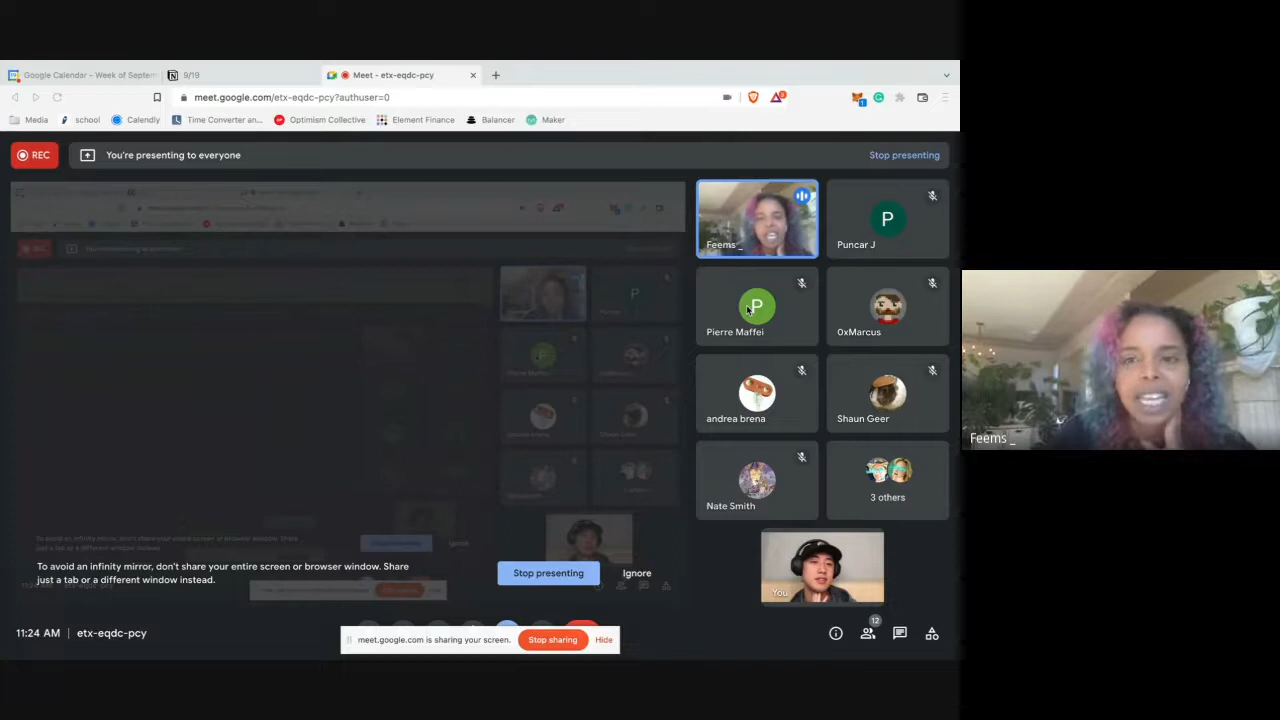 Google Calendar - Week of Septem
9/19
Meet - etx-eqdc-pcy
meet.google.com/etx-eqdc-pcy?authuser=0
Media
school
Calendly
Time Converter an...
Optimism Collective
Element Finance
Balancer
Maker
REC
You're presenting to everyone
Stop presenting
Feems _
Puncar J
P
P
Pierre Maffei
0xMarcus
andrea brena
Shaun Geer
Nate Smith
3 others
Feems _
To avoid an infinity mirror, don't share your entire screen or browser window. Share
just a tab or a different window instead.
Stop presenting
Ignore
You
11:24 AM | etx-eqdc-pcy
meet.google.com is sharing your screen.
Stop sharing
Hide
12